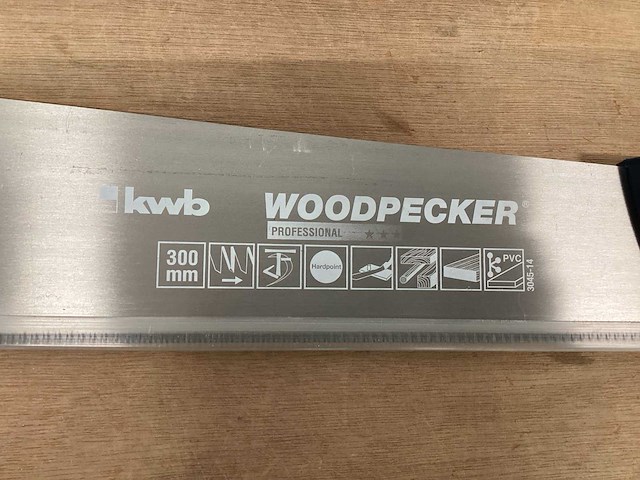 kwb
WOODPECKER®
PROFESSIONAL
300 mm
Hardpoint
PVC
3045-14